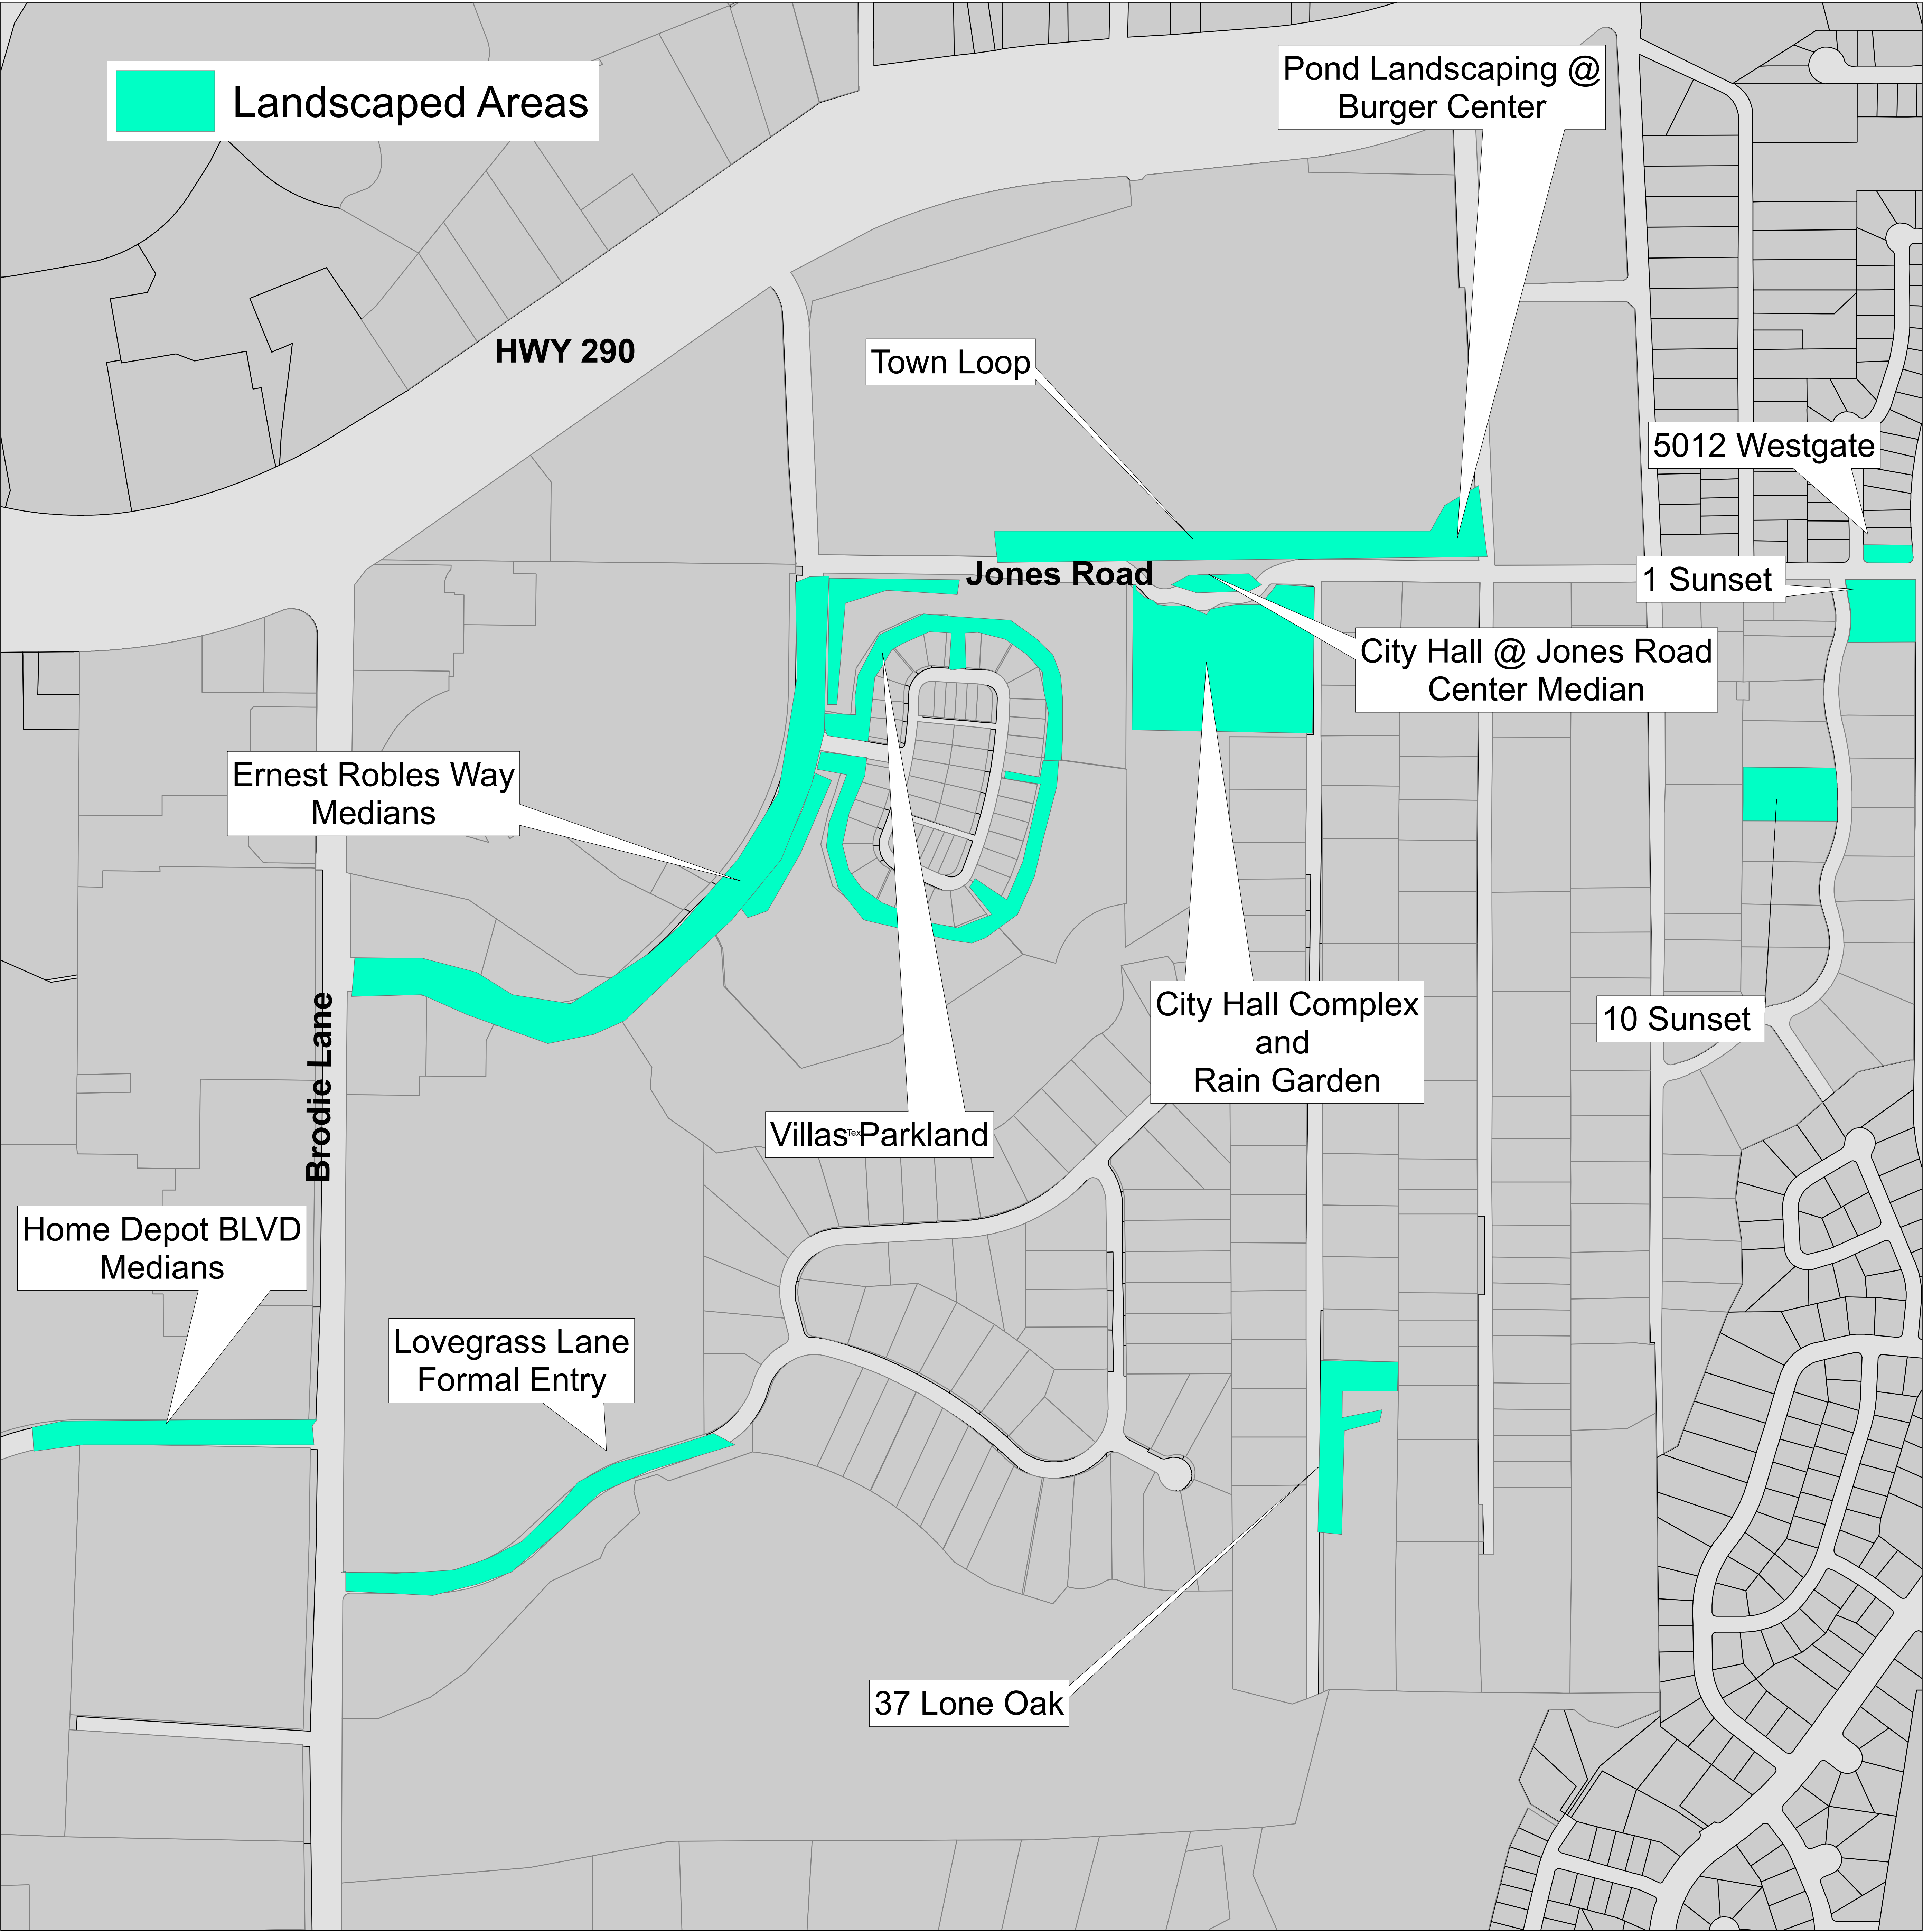 Pond Landscaping @
Burger Center
Landscaped Areas
HWY 290
Town Loop
5012 Westgate
Jones Road
1 Sunset
City Hall @ Jones Road
Center Median
Ernest Robles Way
Medians
City Hall Complex
and
Rain Garden
10 Sunset
Brodie Lane
Villas Tex Parkland
Home Depot BLVD
Medians
Lovegrass Lane
Formal Entry
37 Lone Oak